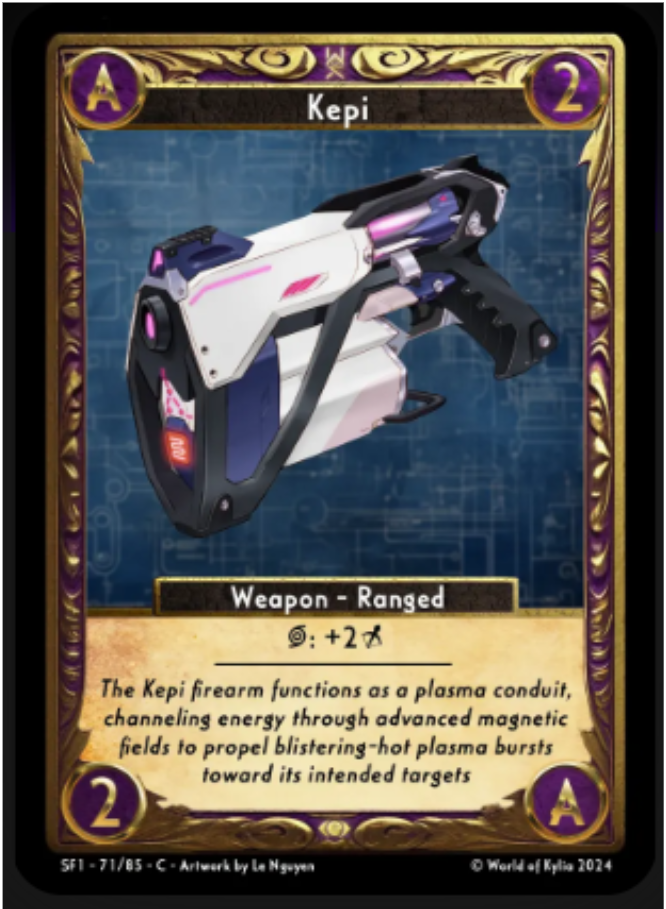 A
2
Kepi
Weapon - Ranged
: +2
The Kepi firearm functions as a plasma conduit,
channeling energy through advanced magnetic
fields to propel blistering-hot plasma bursts
toward its intended targets
2
A
SF1 - 71/85 - C - Artwork by Le Nguyen
© World of Kylia 2024